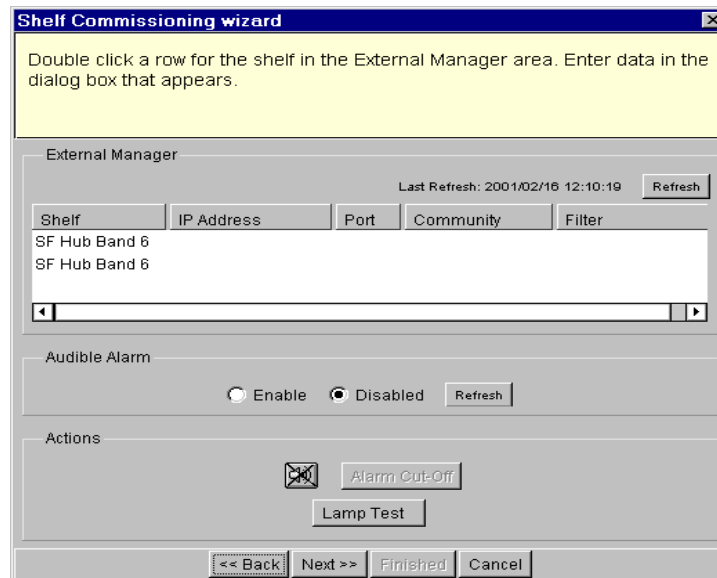 Shelf Commissioning wizard
Double click a row for the shelf in the External Manager area. Enter data in the
dialog box that appears.
External Manager
Last Refresh: 2001/02/16 12:10:19 Refresh
Shelf IP Address Port Community Filter
SF Hub Band 6
SF Hub Band 6
Audible Alarm
Enable Disabled Refresh
Actions
Alarm Cut-Off
Lamp Test
<< Back Next >> Finished Cancel